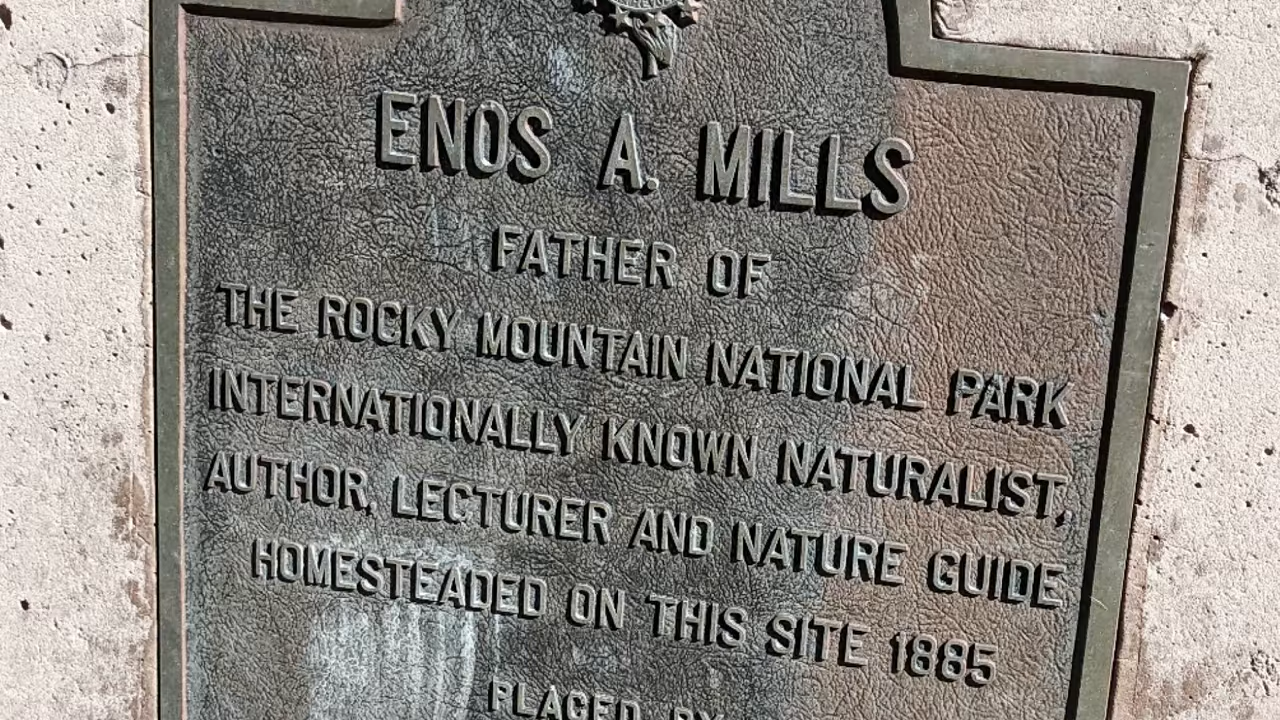 ENOS A. MILLS
FATHER OF
THE ROCKY MOUNTAIN NATIONAL PARK
INTERNATIONALLY KNOWN NATURALIST,
AUTHOR, LECTURER AND NATURE GUIDE
HOMESTEADED ON THIS SITE 1885
PLACED BY